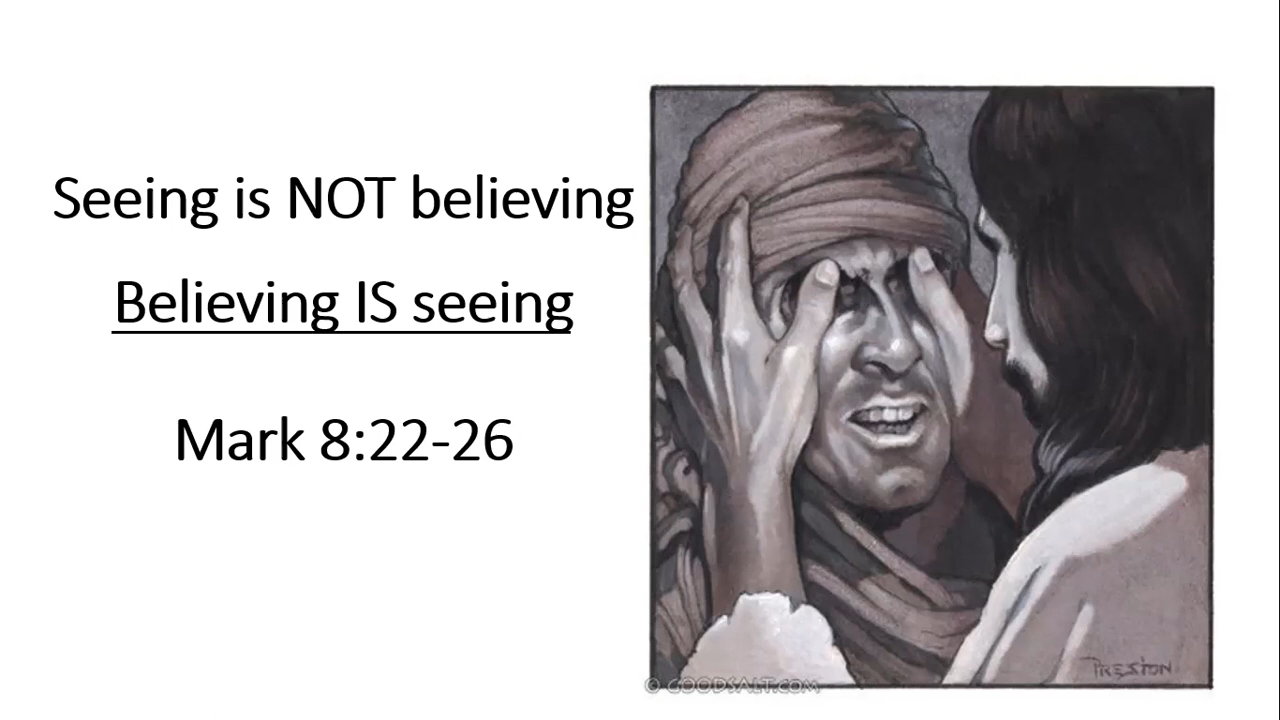 Seeing is NOT believing
Believing IS seeing
Mark 8:22-26
PRESTON
© GOODSALT.COM